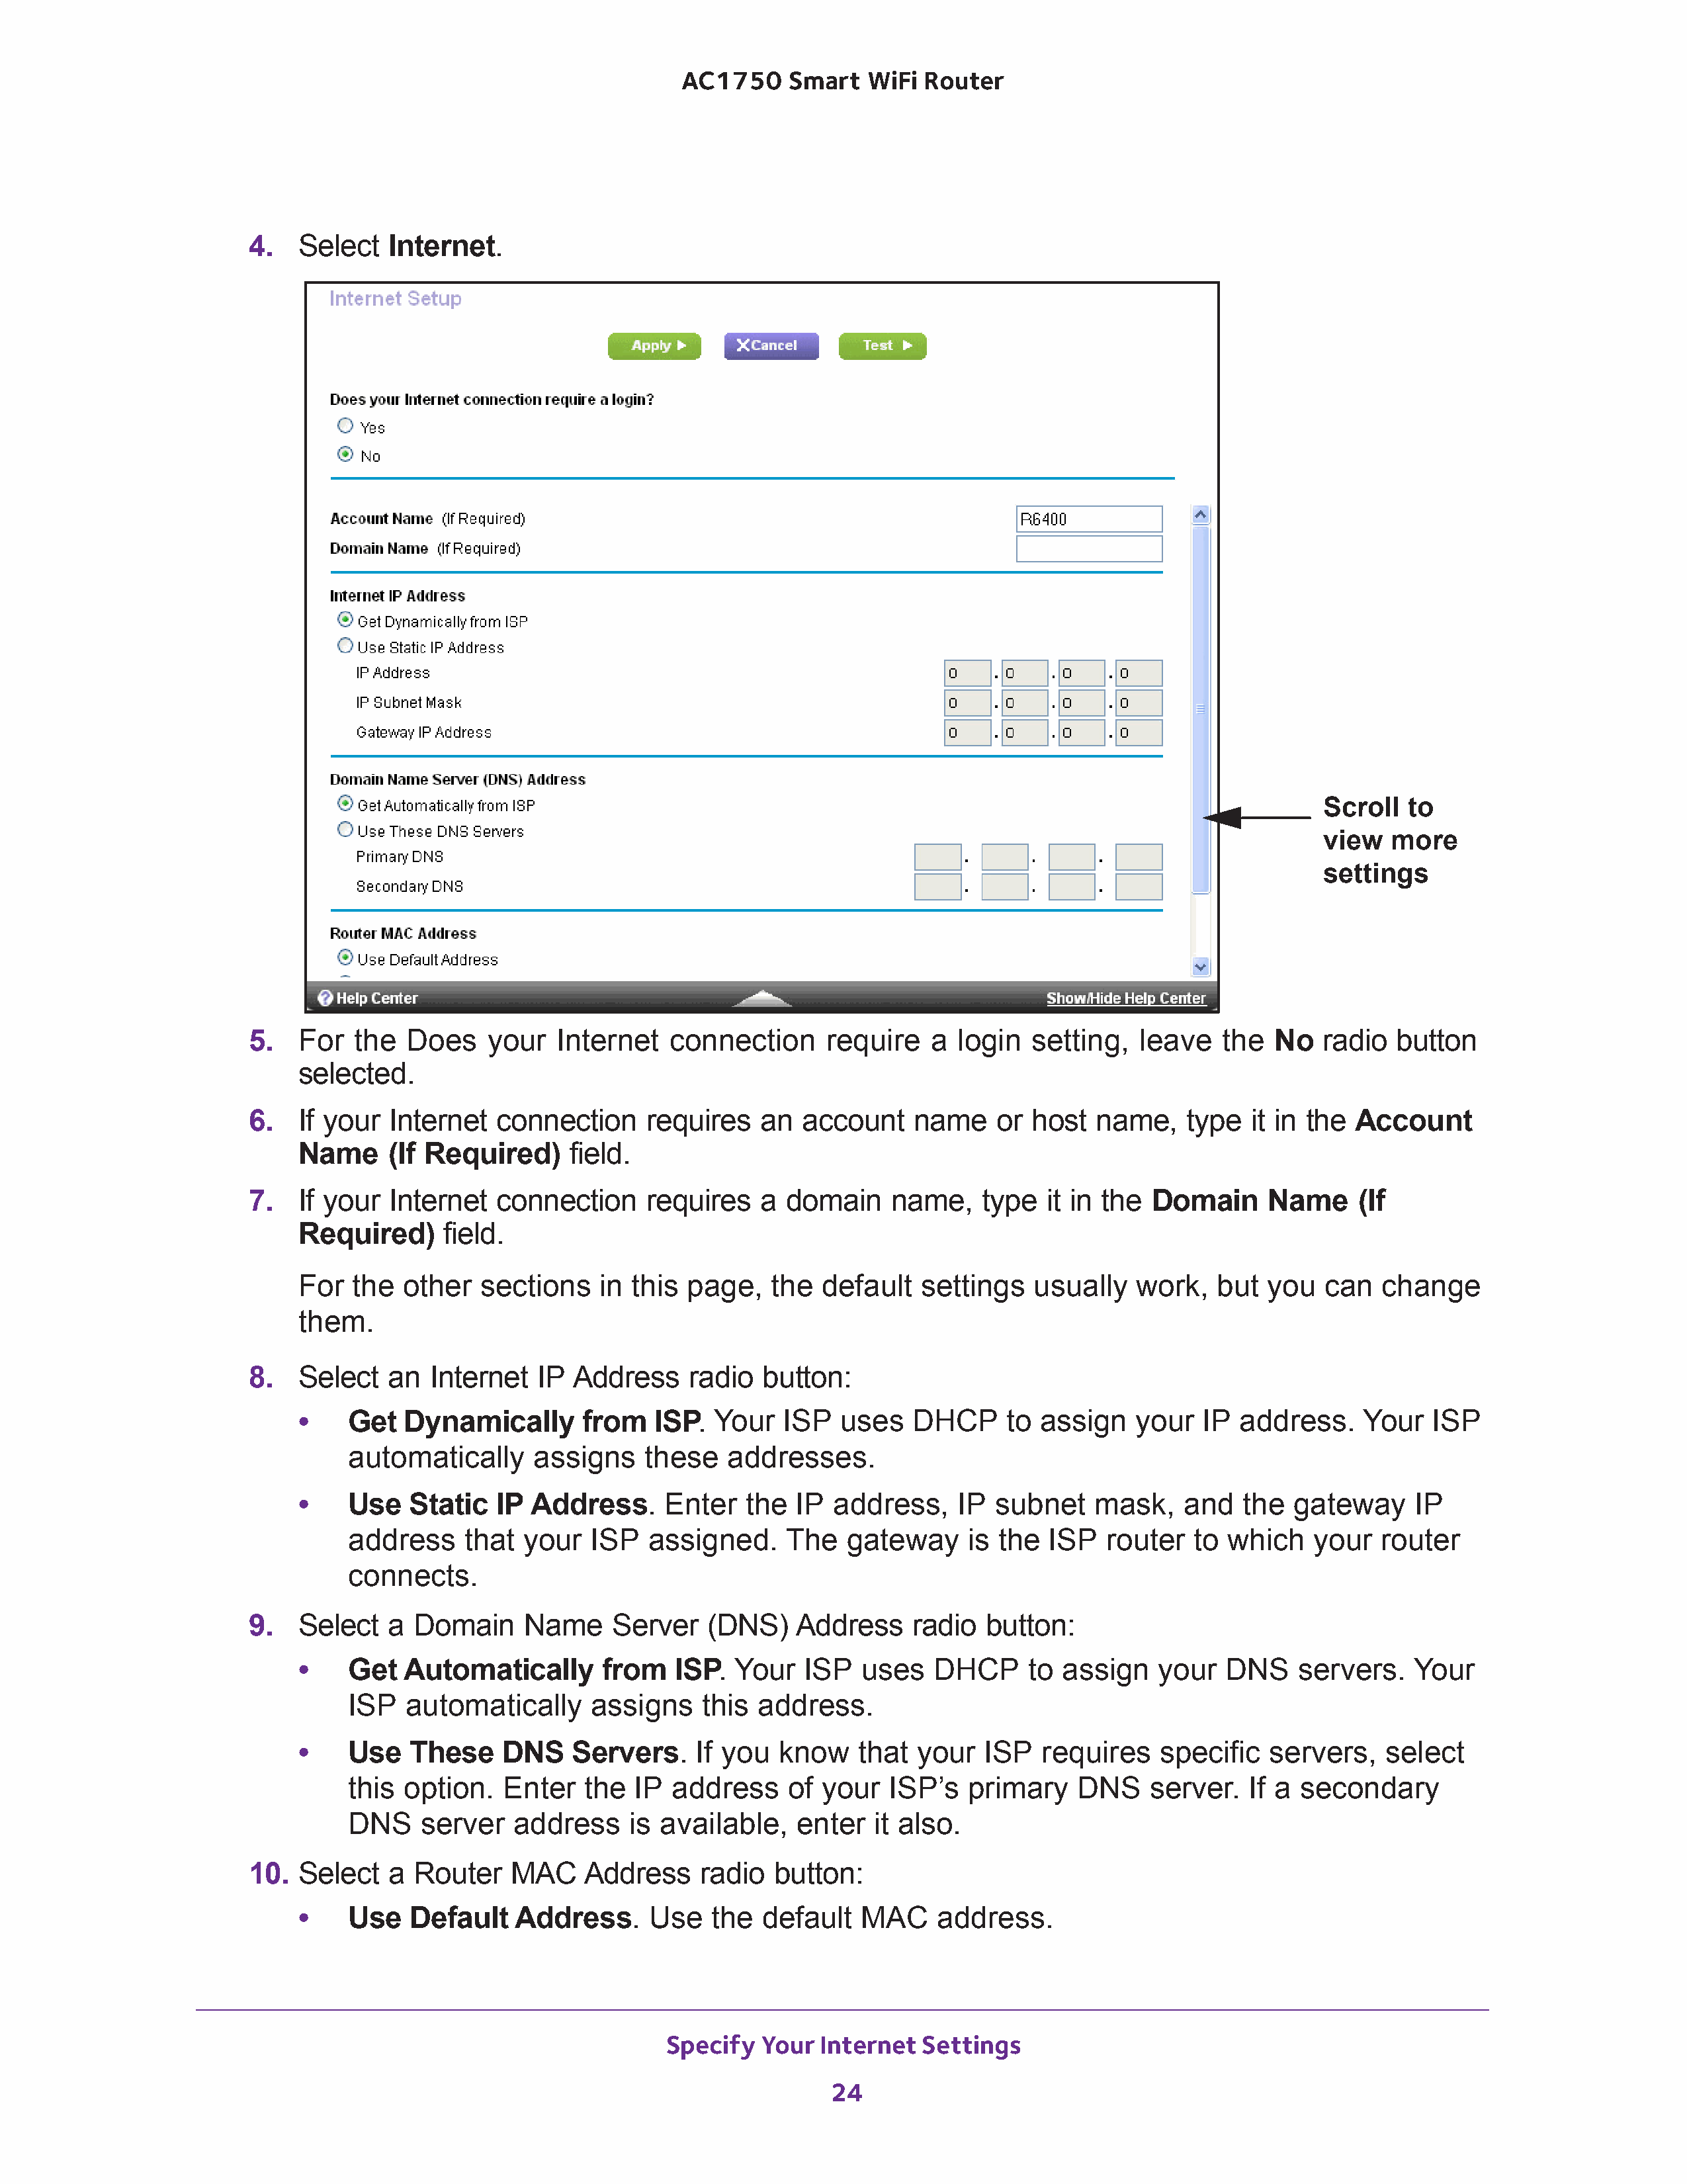 AC1750 Smart WiFi Router
4. Select Internet.
Internet Setup
Apply Cancel Test
Does your Internet connection require a login?
Yes
No
Account Name (If Required) R6400
Domain Name (If Required)
Internet IP Address
Get Dynamically from ISP
Use Static IP Address
IP Address 0 . 0 . 0 . 0
IP Subnet Mask 0 . 0 . 0 . 0
Gateway IP Address 0 . 0 . 0 . 0
Domain Name Server (DNS) Address
Get Automatically from ISP
Use These DNS Servers
Primary DNS . . .
Secondary DNS . . .
Router MAC Address
Use Default Address
? Help Center Show/Hide Help Center
Scroll to
view more
settings
5. For the Does your Internet connection require a login setting, leave the No radio button
selected.
6. If your Internet connection requires an account name or host name, type it in the Account
Name (If Required) field.
7. If your Internet connection requires a domain name, type it in the Domain Name (If
Required) field.
For the other sections in this page, the default settings usually work, but you can change
them.
8. Select an Internet IP Address radio button:
• Get Dynamically from ISP. Your ISP uses DHCP to assign your IP address. Your ISP
automatically assigns these addresses.
• Use Static IP Address. Enter the IP address, IP subnet mask, and the gateway IP
address that your ISP assigned. The gateway is the ISP router to which your router
connects.
9. Select a Domain Name Server (DNS) Address radio button:
• Get Automatically from ISP. Your ISP uses DHCP to assign your DNS servers. Your
ISP automatically assigns this address.
• Use These DNS Servers. If you know that your ISP requires specific servers, select
this option. Enter the IP address of your ISP’s primary DNS server. If a secondary
DNS server address is available, enter it also.
10. Select a Router MAC Address radio button:
• Use Default Address. Use the default MAC address.
Specify Your Internet Settings
24